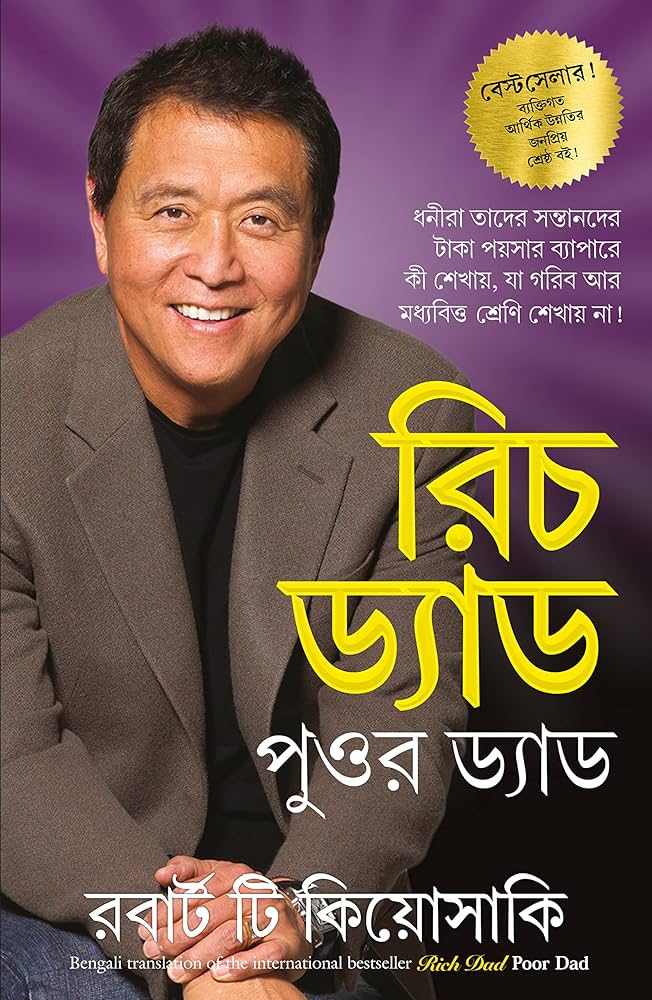 বেস্টসেলার!
ব্যক্তিগত
আর্থিক উন্নতির
জনপ্রিয়
শ্রেষ্ঠ বই!
ধনীরা তাদের সন্তানদের
টাকা পয়সার ব্যাপারে
কী শেখায়, যা গরিব আর
মধ্যবিত্ত শ্রেণি শেখায় না!
রিচ
ড্যাড
পুওর ড্যাড
রবার্ট টি কিয়োসাকি
Bengali translation of the international bestseller Rich Dad Poor Dad